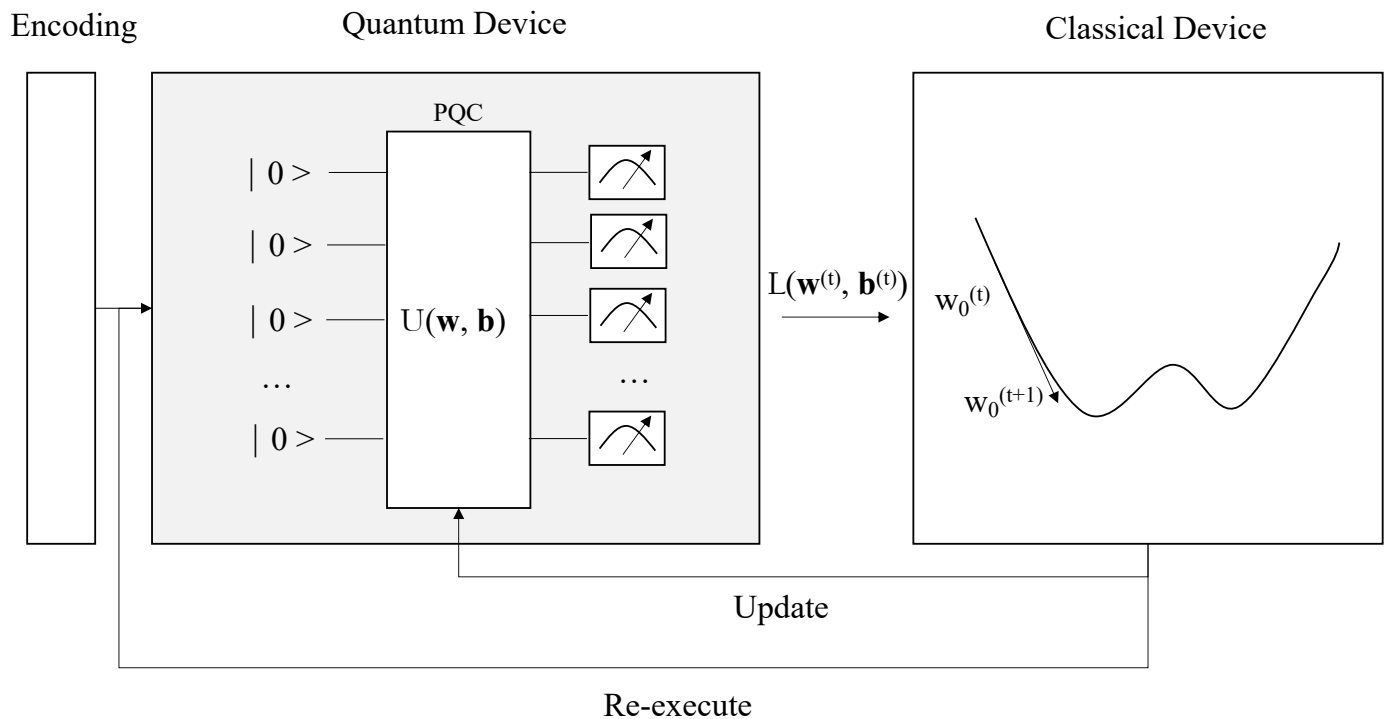 Encoding
Quantum Device
Classical Device
PQC
| 0 >
| 0 >
| 0 >
…
| 0 >
U(w, b)
…
L(w(t), b(t))
w0(t)
w0(t+1)
Update
Re-execute